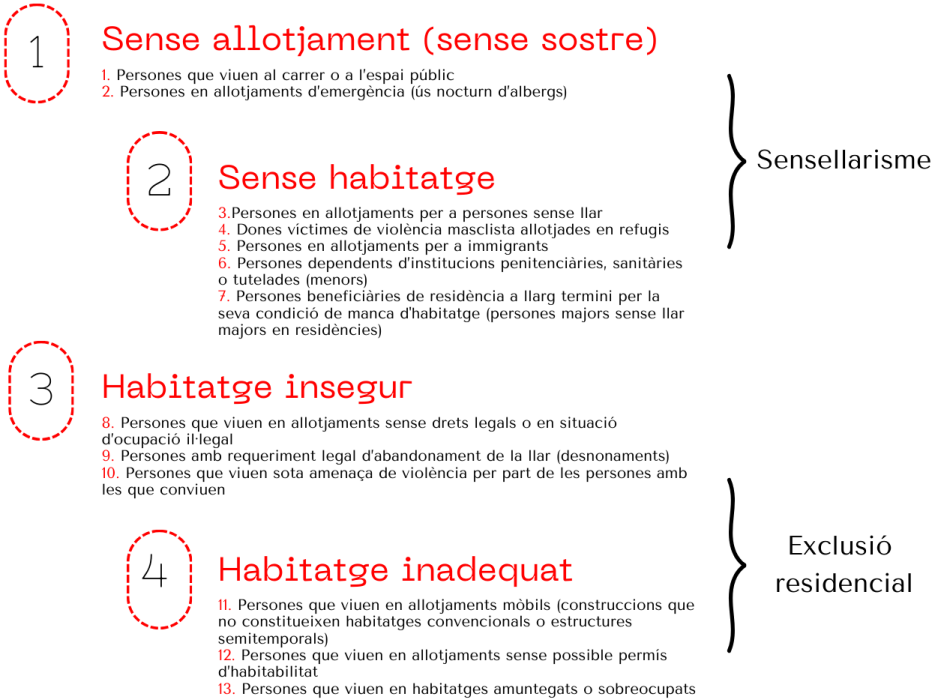 1
Sense allotjament (sense sostre)
1. Persones que viuen al carrer o a l'espai públic
2. Persones en allotjaments d'emergència (ús nocturn d'albergs)
2
Sense habitatge
3.Persones en allotjaments per a persones sense llar
4. Dones víctimes de violència masclista allotjades en refugis
5. Persones en allotjaments per a immigrants
6. Persones dependents d'institucions penitenciàries, sanitàries
o tutelades (menors)
7. Persones beneficiàries de residència a llarg termini per la
seva condició de manca d'habitatge (persones majors sense llar
majors en residències)
Sensellarisme
3
Habitatge insegur
8. Persones que viuen en allotjaments sense drets legals o en situació
d'ocupació il·legal
9. Persones amb requeriment legal d'abandonament de la llar (desnonaments)
10. Persones que viuen sota amenaça de violència per part de les persones amb
les que conviuen
4
Habitatge inadequat
11. Persones que viuen en allotjaments mòbils (construccions que
no constitueixen habitatges convencionals o estructures
semitemporals)
12. Persones que viuen en allotjaments sense possible permís
d'habitabilitat
13. Persones que viuen en habitatges amuntegats o sobreocupats
Exclusió
residencial